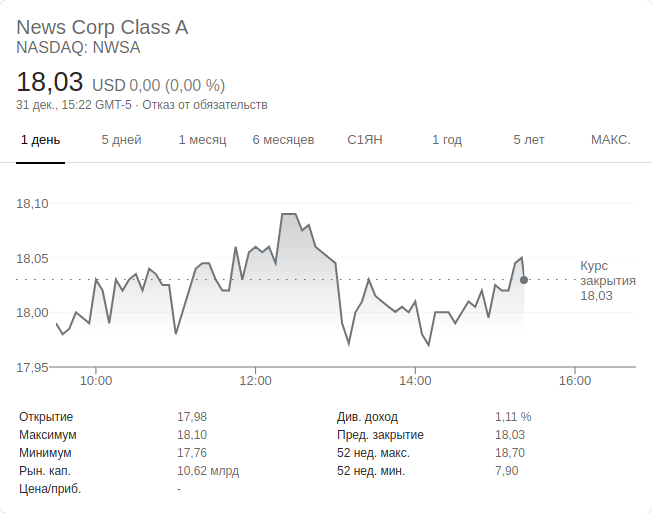 News Corp Class A
NASDAQ: NWSA
18,03 USD 0,00 (0,00 %)
31 дек., 15:22 GMT-5 · Отказ от обязательств
1 день 5 дней 1 месяц 6 месяцев С1ЯН 1 год 5 лет МАКС.
18,10
18,05
Курс
закрытия
18,03
18,00
17,95
10:00 12:00 14:00 16:00
Открытие 17,98 Див. доход 1,11 %
Максимум 18,10 Пред. закрытие 18,03
Минимум 17,76 52 нед. макс. 18,70
Рын. кап. 10,62 млрд 52 нед. мин. 7,90
Цена/приб. -